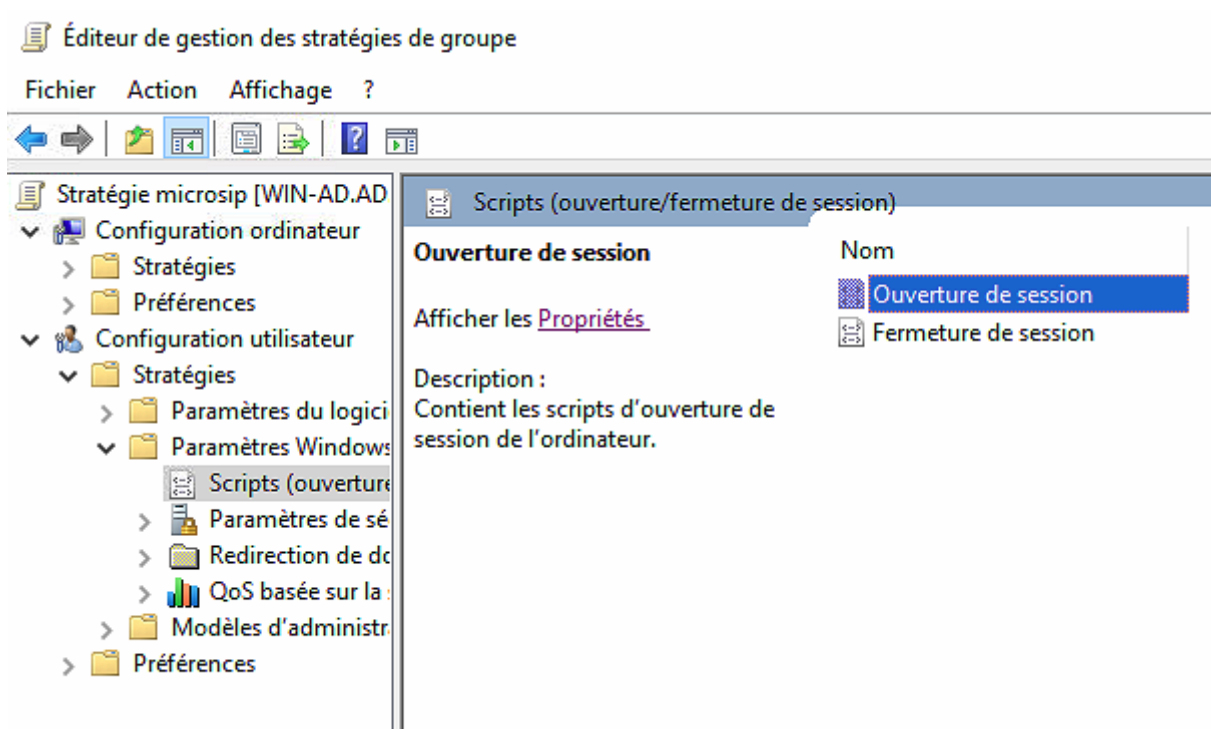 Éditeur de gestion des stratégies de groupe
Fichier Action Affichage ?
Stratégie microsip [WIN-AD.AD
Configuration ordinateur
Stratégies
Préférences
Configuration utilisateur
Stratégies
Paramètres du logici
Paramètres Windows
Scripts (ouverture
Paramètres de sé
Redirection de do
QoS basée sur la
Modèles d'administr
Préférences
Scripts (ouverture/fermeture de session)
Ouverture de session
Afficher les Propriétés
Description :
Contient les scripts d'ouverture de
session de l'ordinateur.
Nom
Ouverture de session
Fermeture de session